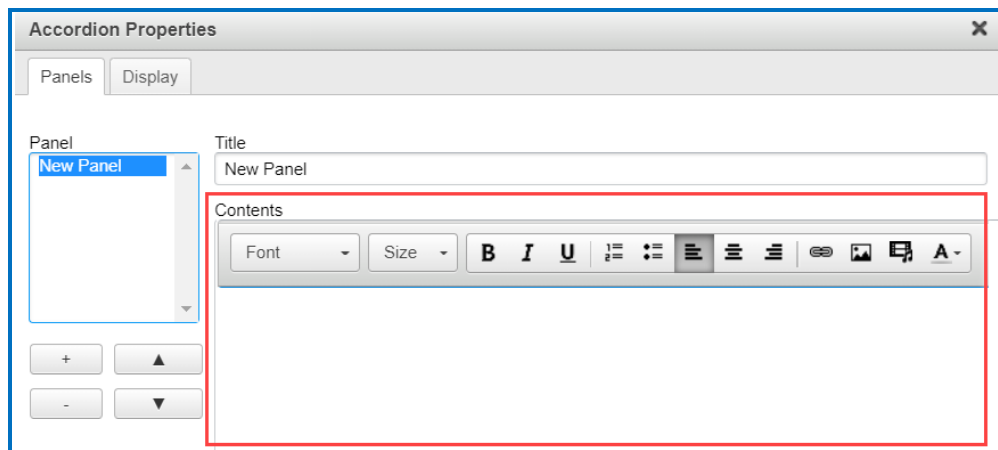 Accordion Properties
Panels Display
Panel Title
New Panel New Panel
Contents
Font Size B I U A
+ ▲
- ▼